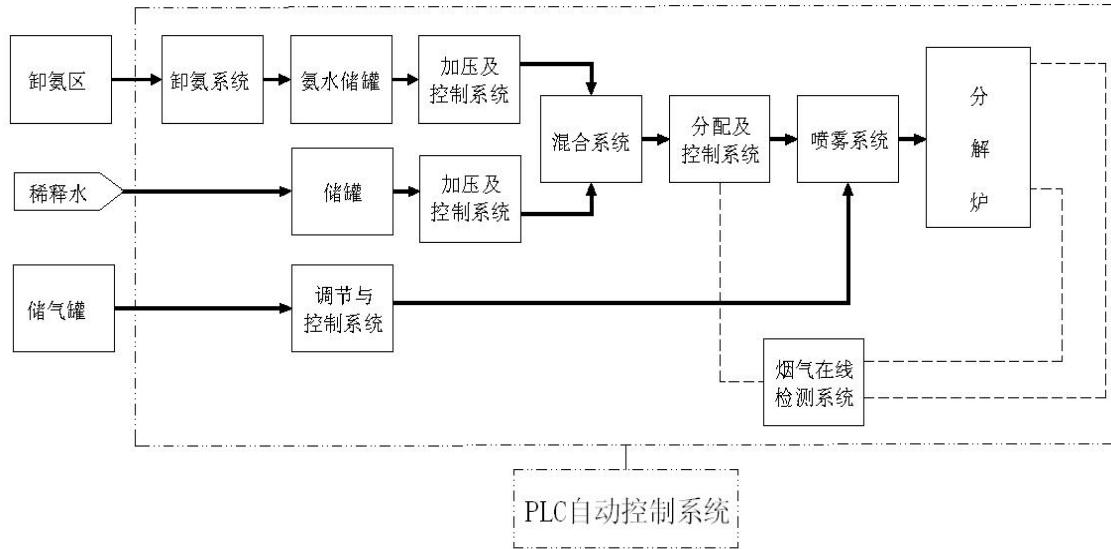 卸氨区
卸氨系统
氨水储罐
加压及
控制系统
混合系统
分配及
控制系统
喷雾系统
分
解
炉
稀释水
储罐
加压及
控制系统
储气罐
调节与
控制系统
烟气在线
检测系统
PLC自动控制系统